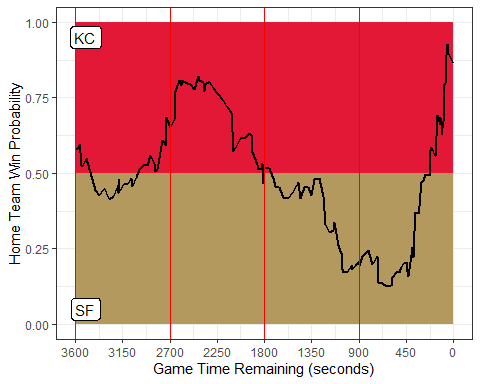 Home Team Win Probability
1.00
0.75
0.50
0.25
0.00
KC
SF
3600 3150 2700 2250 1800 1350 900 450 0
Game Time Remaining (seconds)